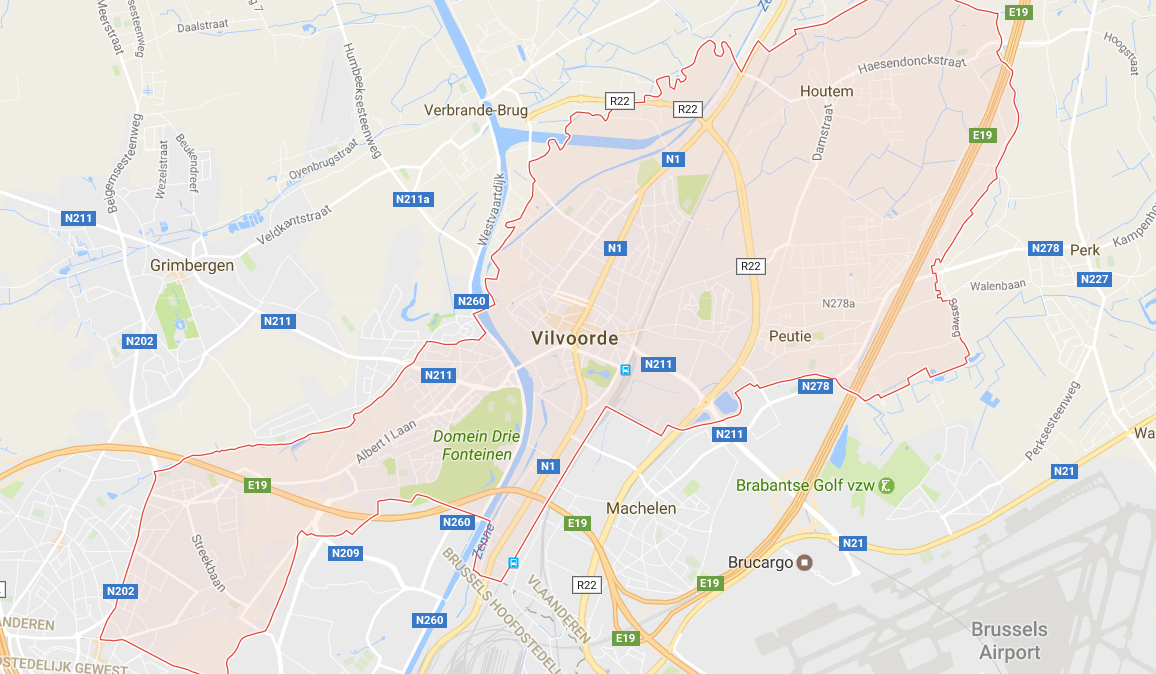 E19
Daalstraat
Meerstraat
Humbeeksesteenweg
Hoogstraat
Haesendonckstraat
Houtem
R22
R22
Verbrande-Brug
Damstraat
E19
Beigemsesteenweg
Wezelstraat
Beukendreef
Oyenbrugstraat
N1
N211a
Westvaartdijk
N211
Veldkantstraat
N1
N278
Perk
Kampenho
Grimbergen
R22
N227
Walenbaan
N260
N278a
Sasweg
N211
Vilvoorde
Peutie
N202
N211
N211
N278
Albert I Laan
Domein Drie
Fonteinen
N211
Perksesteenweg
Wa
N1
N21
E19
Brabantse Golf vzw
Machelen
N260
E19
Zenne
N209
N21
Streekbaan
Brucargo
N202
R22
E19
BRUSSELS HOOFDSTEDELI
VLAANDEREN
N260
ANDEREN
E19
Brussels
Airport
OSTEDELIJK GEWEST